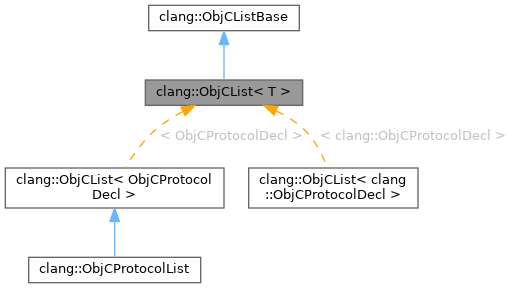 clang::ObjCListBase
clang::ObjCList< T >
< ObjCProtocolDecl >
< clang::ObjCProtocolDecl >
clang::ObjCList< ObjCProtocol
Decl >
clang::ObjCList< clang
::ObjCProtocolDecl >
clang::ObjCProtocolList